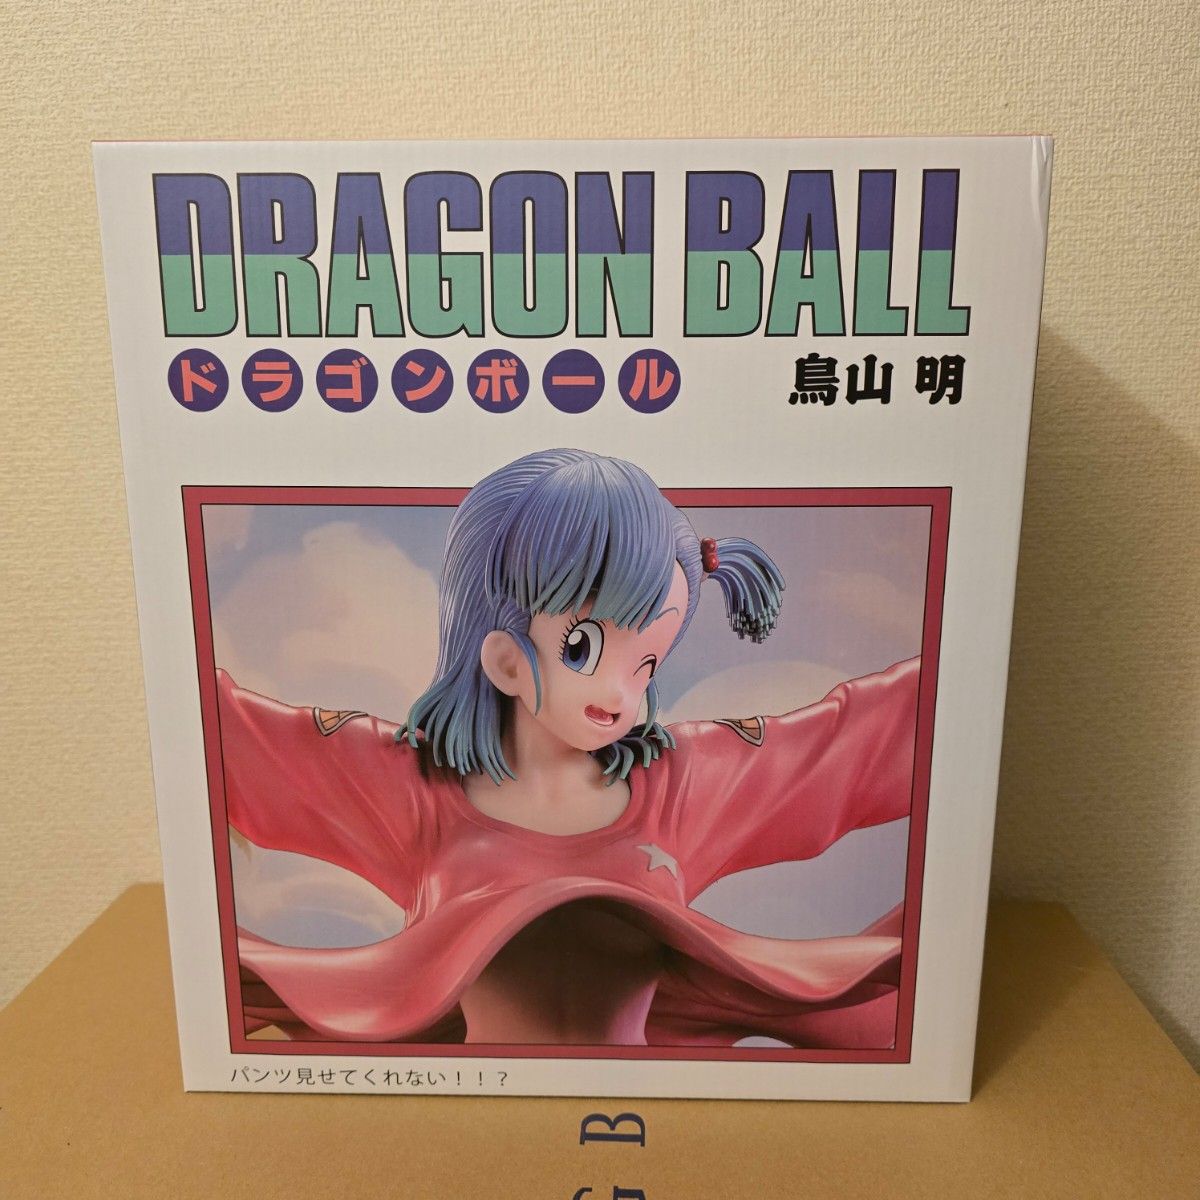 DRAGON BALL
ドラゴンボール 鳥山 明
パンツ見せてくれない!!?
B
G